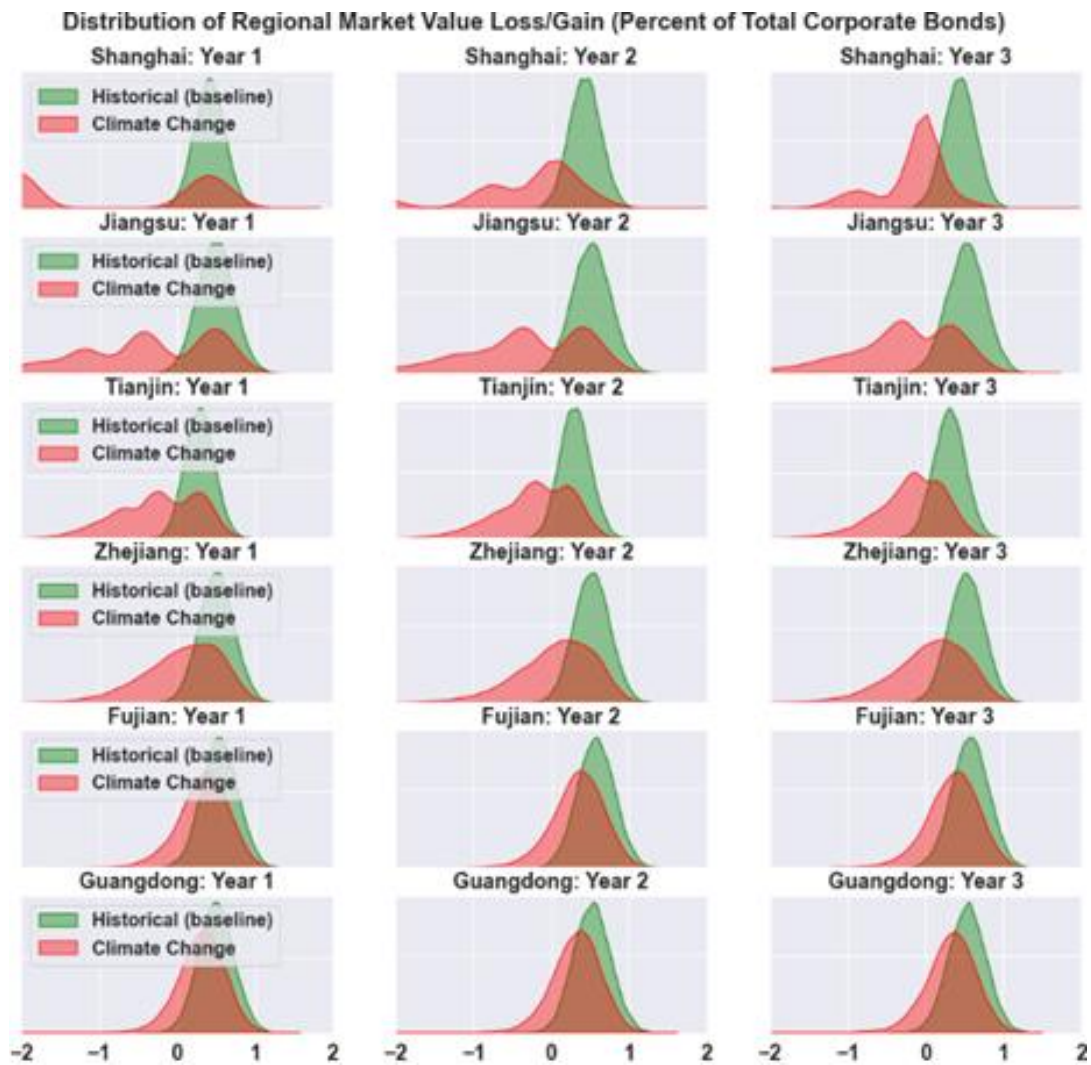 Distribution of Regional Market Value Loss/Gain (Percent of Total Corporate Bonds)
Shanghai: Year 1
Shanghai: Year 2
Shanghai: Year 3
Historical (baseline)
Climate Change
Jiangsu: Year 1
Jiangsu: Year 2
Jiangsu: Year 3
Historical (baseline)
Climate Change
Tianjin: Year 1
Tianjin: Year 2
Tianjin: Year 3
Historical (baseline)
Climate Change
Zhejiang: Year 1
Zhejiang: Year 2
Zhejiang: Year 3
Historical (baseline)
Climate Change
Fujian: Year 1
Fujian: Year 2
Fujian: Year 3
Historical (baseline)
Climate Change
Guangdong: Year 1
Guangdong: Year 2
Guangdong: Year 3
Historical (baseline)
Climate Change
−2 −1 0 1 2
−2 −1 0 1 2
−2 −1 0 1 2